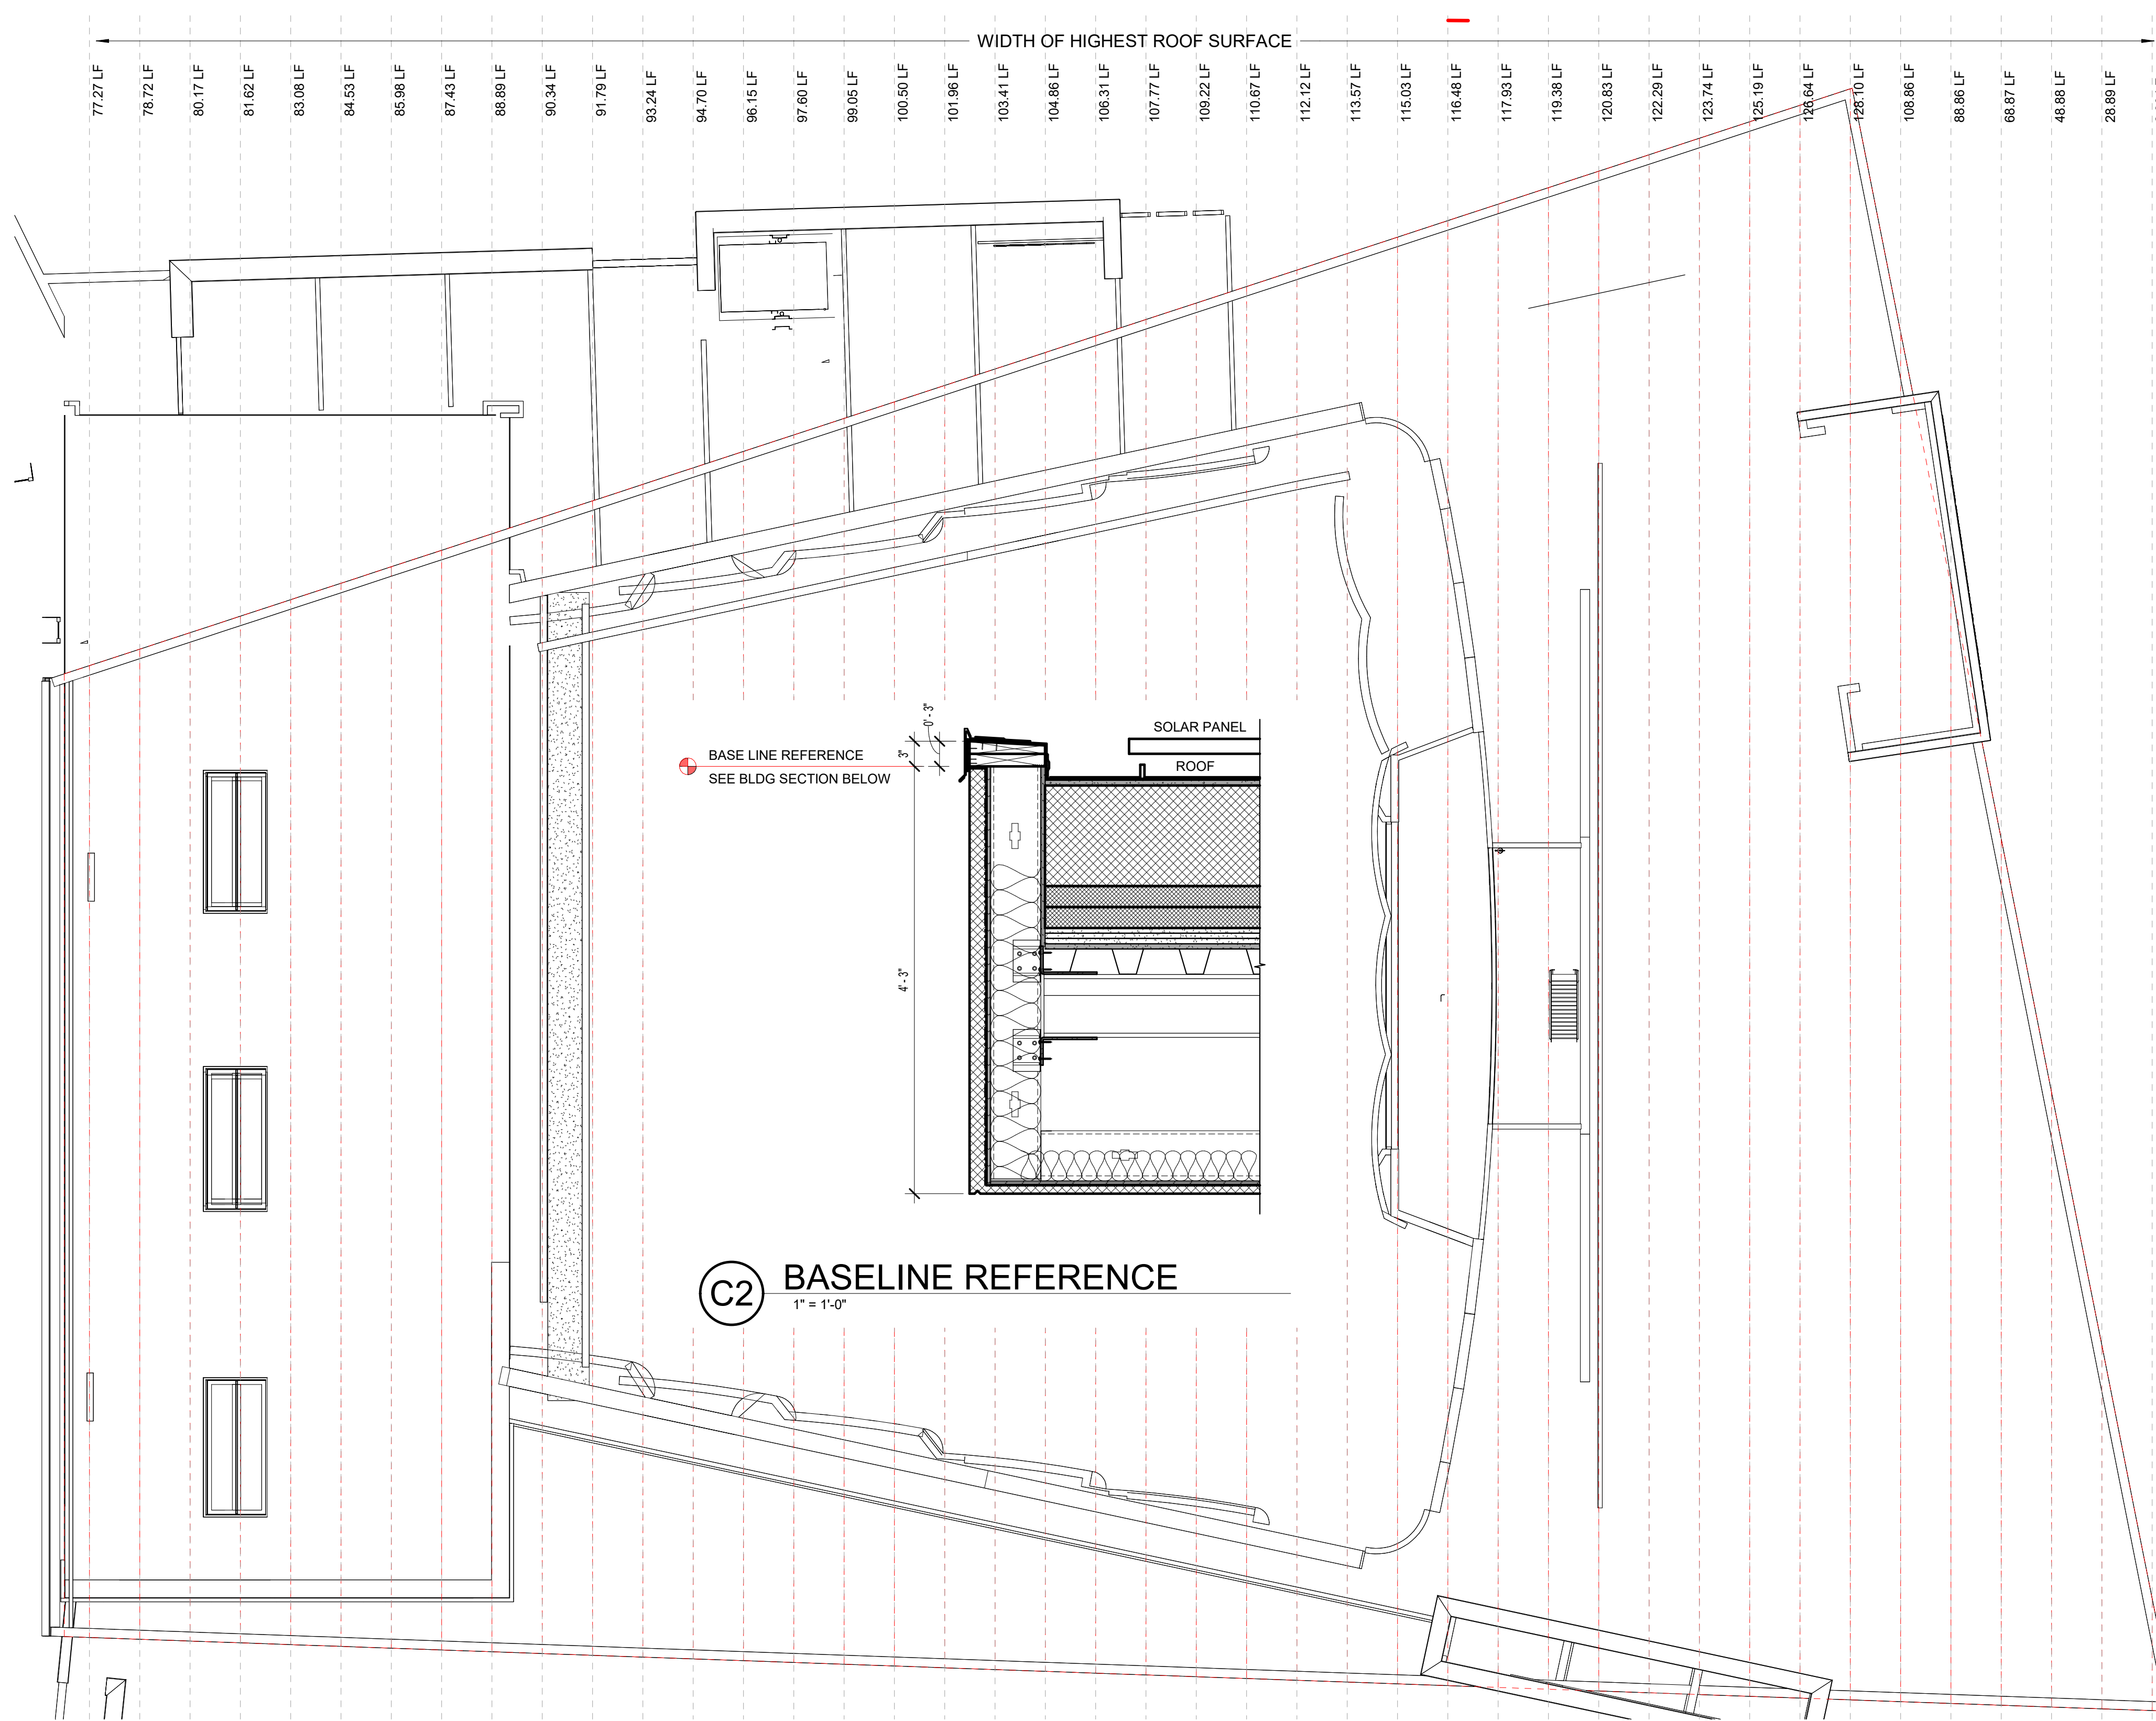 WIDTH OF HIGHEST ROOF SURFACE
77.27 LF
78.72 LF
80.17 LF
81.62 LF
83.08 LF
84.53 LF
85.98 LF
87.43 LF
88.89 LF
90.34 LF
91.79 LF
93.24 LF
94.70 LF
96.15 LF
97.60 LF
99.05 LF
100.50 LF
101.96 LF
103.41 LF
104.86 LF
106.31 LF
107.77 LF
109.22 LF
110.67 LF
112.12 LF
113.57 LF
115.03 LF
116.48 LF
117.93 LF
119.38 LF
120.83 LF
122.29 LF
123.74 LF
125.19 LF
126.64 LF
128.10 LF
108.86 LF
88.86 LF
68.87 LF
48.88 LF
28.89 LF
0' - 3"
3"
SOLAR PANEL
BASE LINE REFERENCE
ROOF
SEE BLDG SECTION BELOW
4' - 3"
C2
BASELINE REFERENCE
1" = 1'-0"